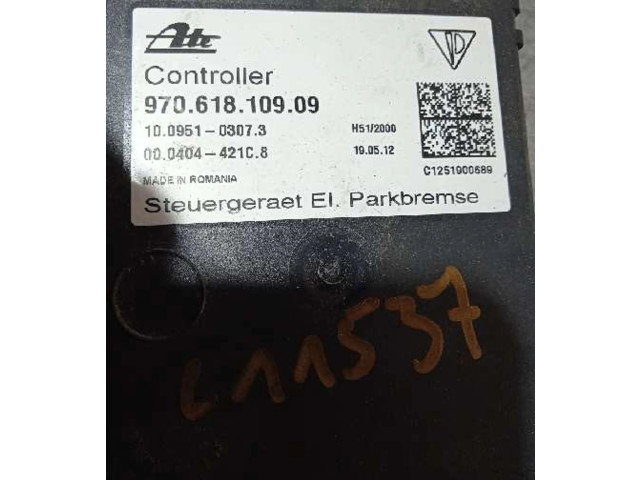 Ate
Controller
970.618.109.09
10.0951-0307.3 H51/2000
00.0404-421C.8 19.05.12
MADE IN ROMANIA C1251900689
Steuergeraet El. Parkbremse
L11537